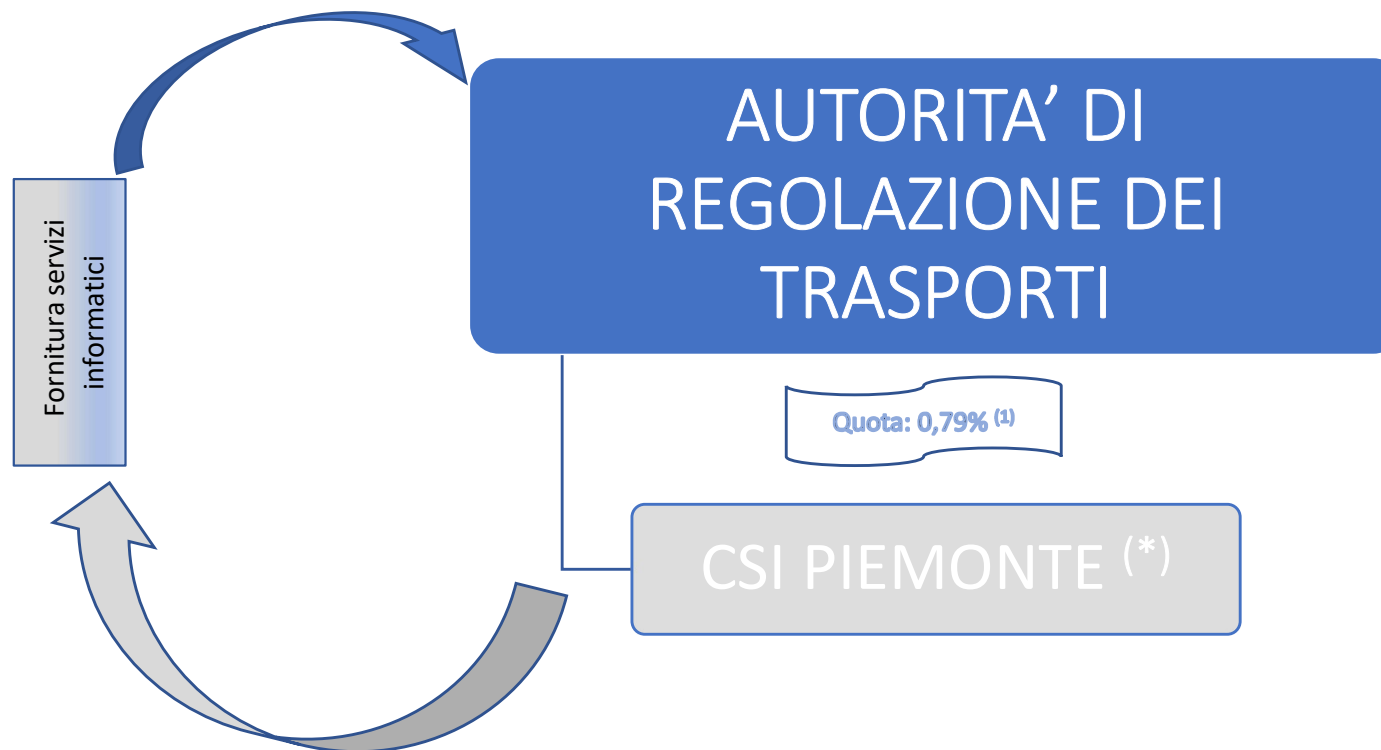 AUTORITA’ DI
REGOLAZIONE DEI
TRASPORTI
Fornitura servizi
informatici
Quota: 0,79% (1)
CSI PIEMONTE (*)